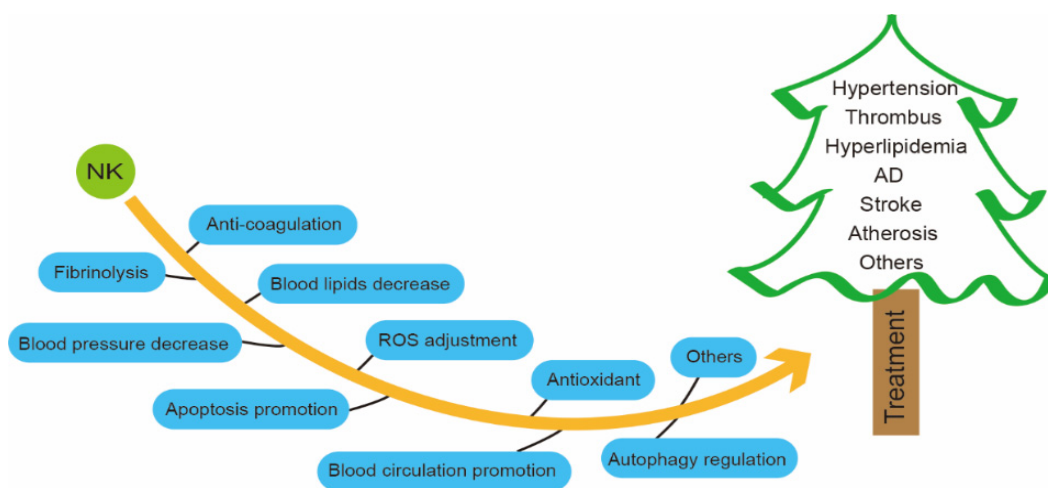 NK
Anti-coagulation
Fibrinolysis
Blood lipids decrease
Blood pressure decrease
ROS adjustment
Apoptosis promotion
Antioxidant
Blood circulation promotion
Others
Autophagy regulation
Hypertension
Thrombus
Hyperlipidemia
AD
Stroke
Atherosis
Others
Treatment